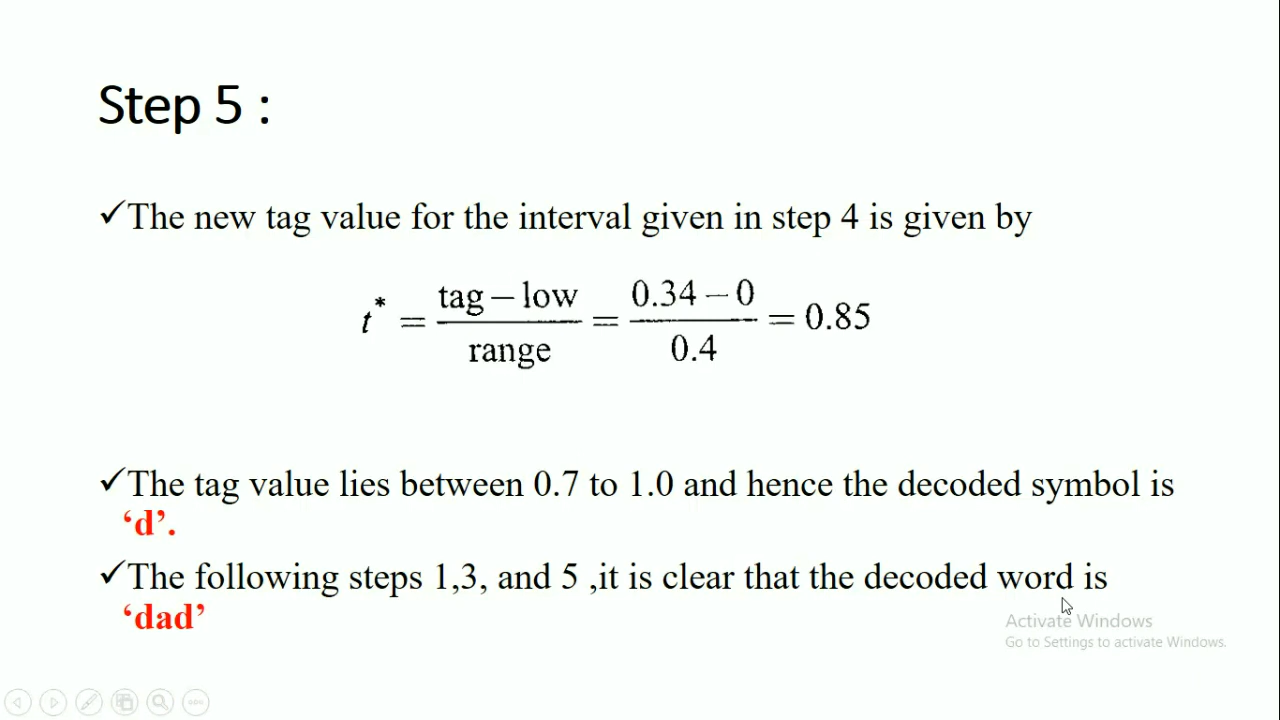 Step 5 :
✓The new tag value for the interval given in step 4 is given by
t* = (tag – low)/range = (0.34 – 0)/0.4 = 0.85
✓The tag value lies between 0.7 to 1.0 and hence the decoded symbol is
‘d’.
✓The following steps 1,3, and 5 ,it is clear that the decoded word is
‘dad’
Activate Windows
Go to Settings to activate Windows.